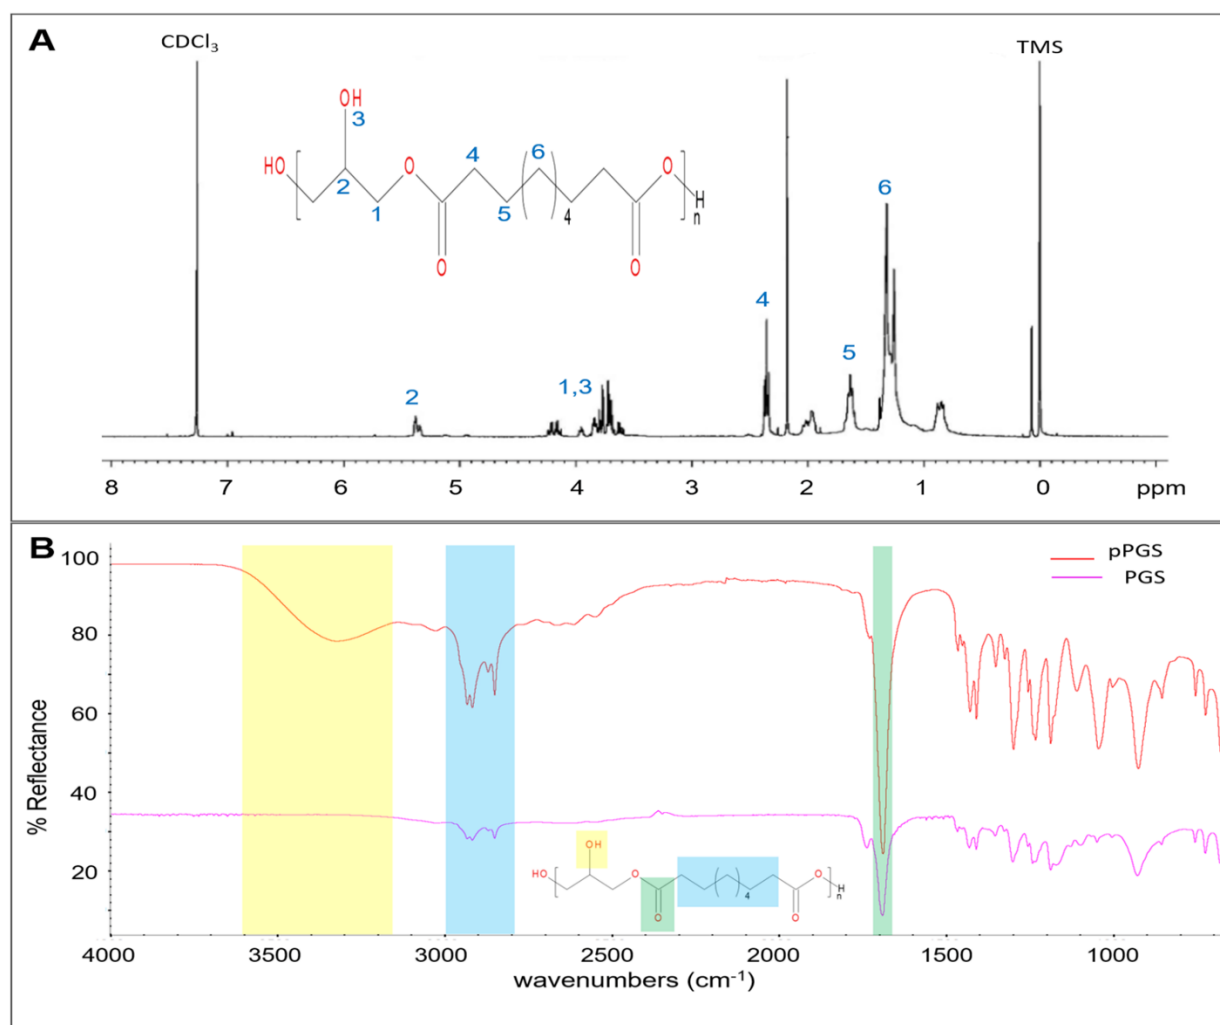 A
CDCl3
TMS
OH
3
HO
2
O
1
4
6
5
4
O
O
O
H
n
6
4
5
1,3
2
8 7 6 5 4 3 2 1 0 ppm
B
100
80
60
40
20
% Reflectance
pPGS
PGS
OH
HO
O
O
4
O
O
H
n
4000 3500 3000 2500 2000 1500 1000
wavenumbers (cm-1)